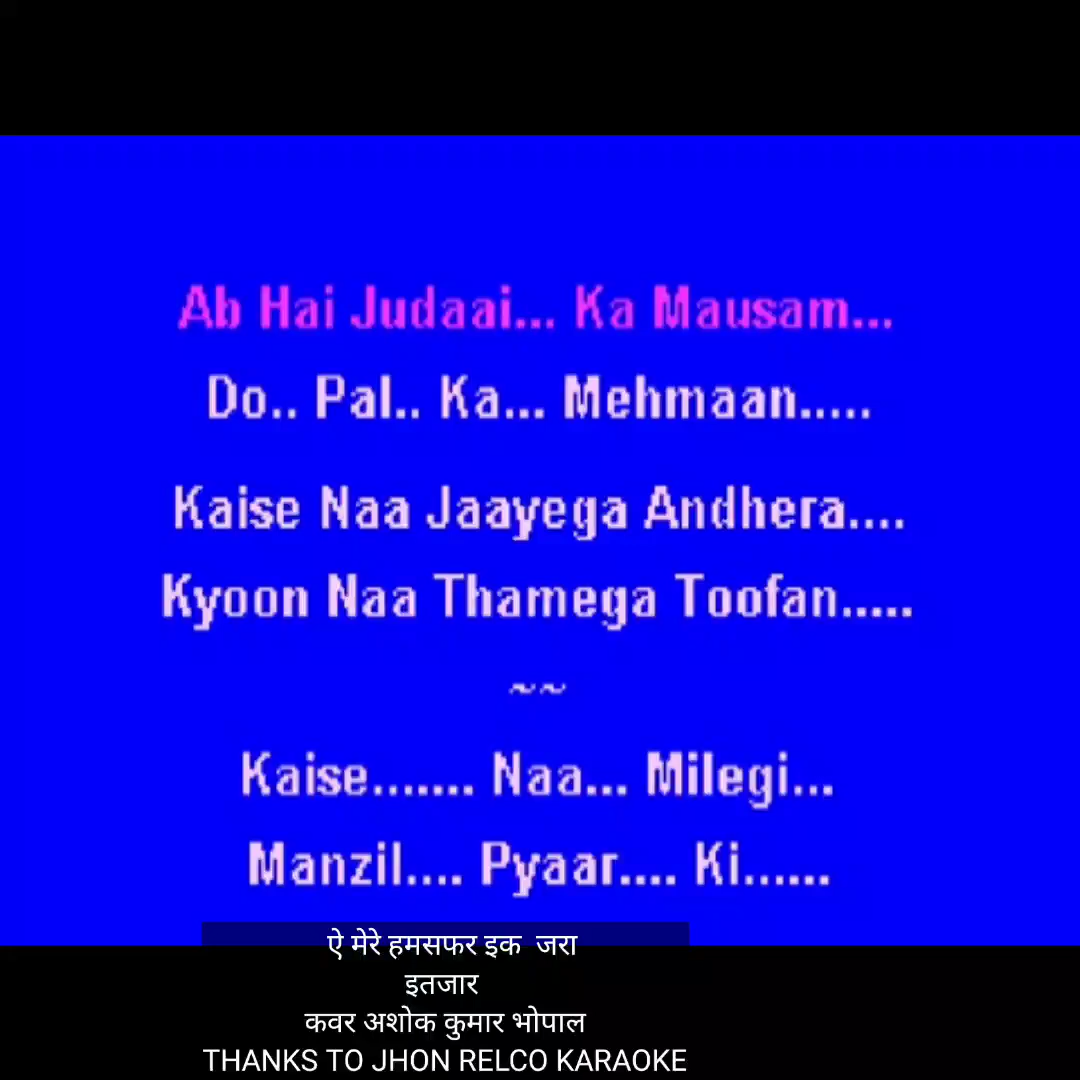 Ab Hai Judaai... Ka Mausam...
Do.. Pal.. Ka... Mehmaan.....
Kaise Naa Jaayega Andhera....
Kyoon Naa Thamega Toofan.....
~~
Kaise....... Naa... Milegi...
Manzil.... Pyaar.... Ki......
ऐ मेरे हमसफर इक  जरा
इतजार
कवर अशोक कुमार भोपाल
THANKS TO JHON RELCO KARAOKE